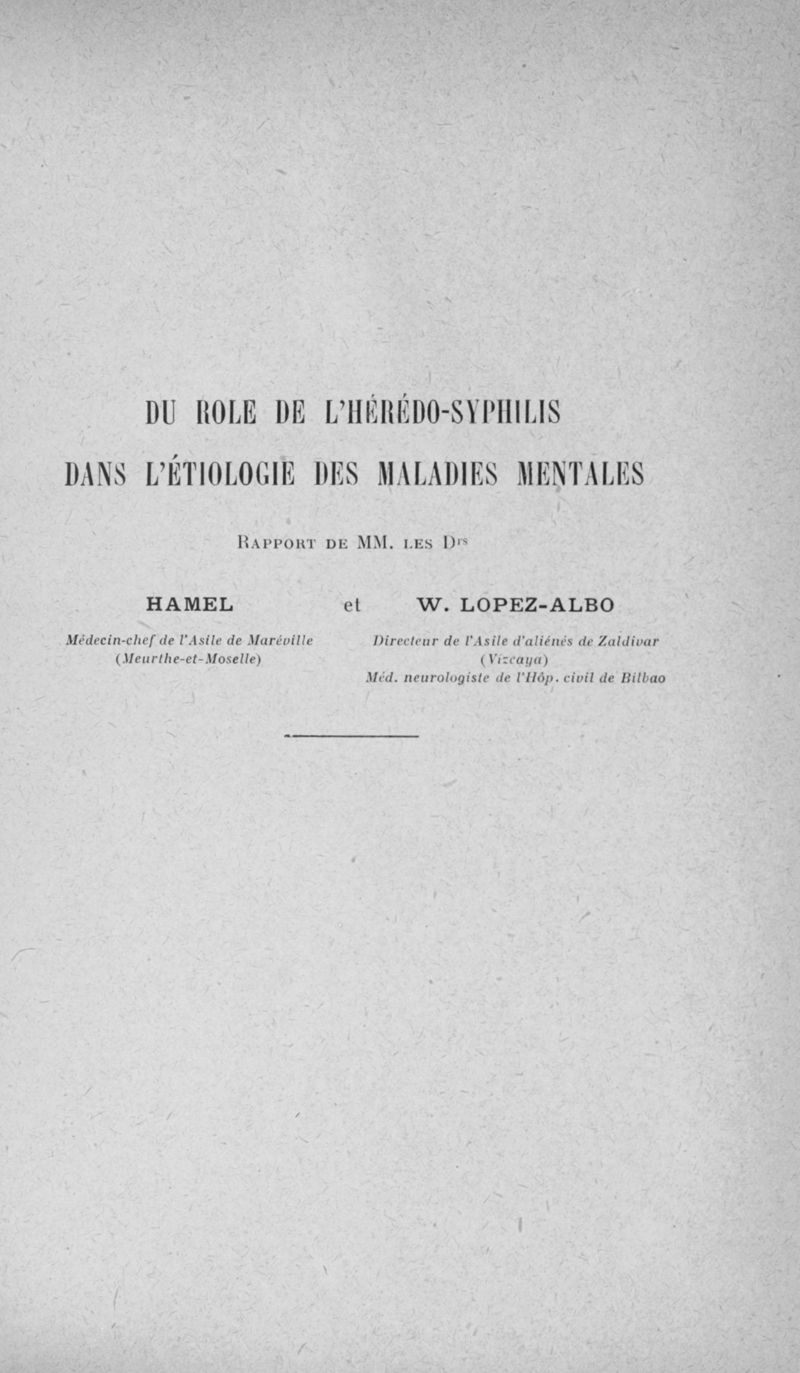 DU ROLE DE L'HÉRÉDO-SYPHILIS
DANS L'ÉTIOLOGIE DES MALADIES MENTALES
RAPPORT DE MM. LES Drs
HAMEL et W. LOPEZ-ALBO
Médecin-chef de l'Asile de Maréville
(Meurthe-et-Moselle)
Directeur de l'Asile d'aliénés de Zaldivar
(Vizcaya)
Méd. neurologiste de l'Hôp. civil de Bilbao